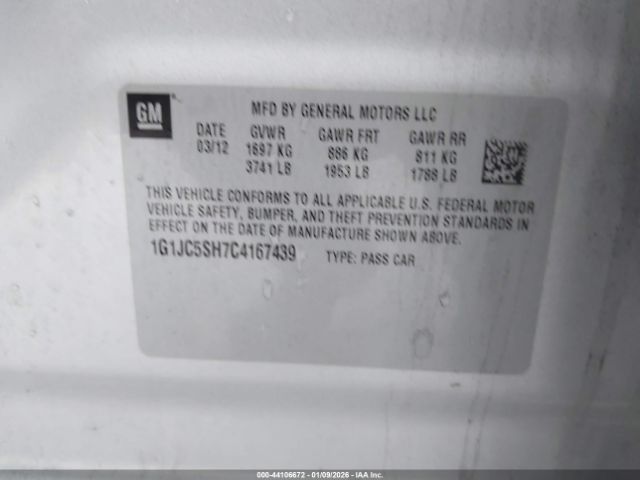 GM
MFD BY GENERAL MOTORS LLC
DATE GVWR GAWR FRT GAWR RR
03/12 1697 KG 886 KG 811 KG
3741 LB 1953 LB 1788 LB
THIS VEHICLE CONFORMS TO ALL APPLICABLE U.S. FEDERAL MOTOR
VEHICLE SAFETY, BUMPER, AND THEFT PREVENTION STANDARDS IN
EFFECT ON THE DATE OF MANUFACTURE SHOWN ABOVE.
1G1JC5SH7C4167439 TYPE: PASS CAR
000-44106672 - 01/09/2026 - IAA Inc.